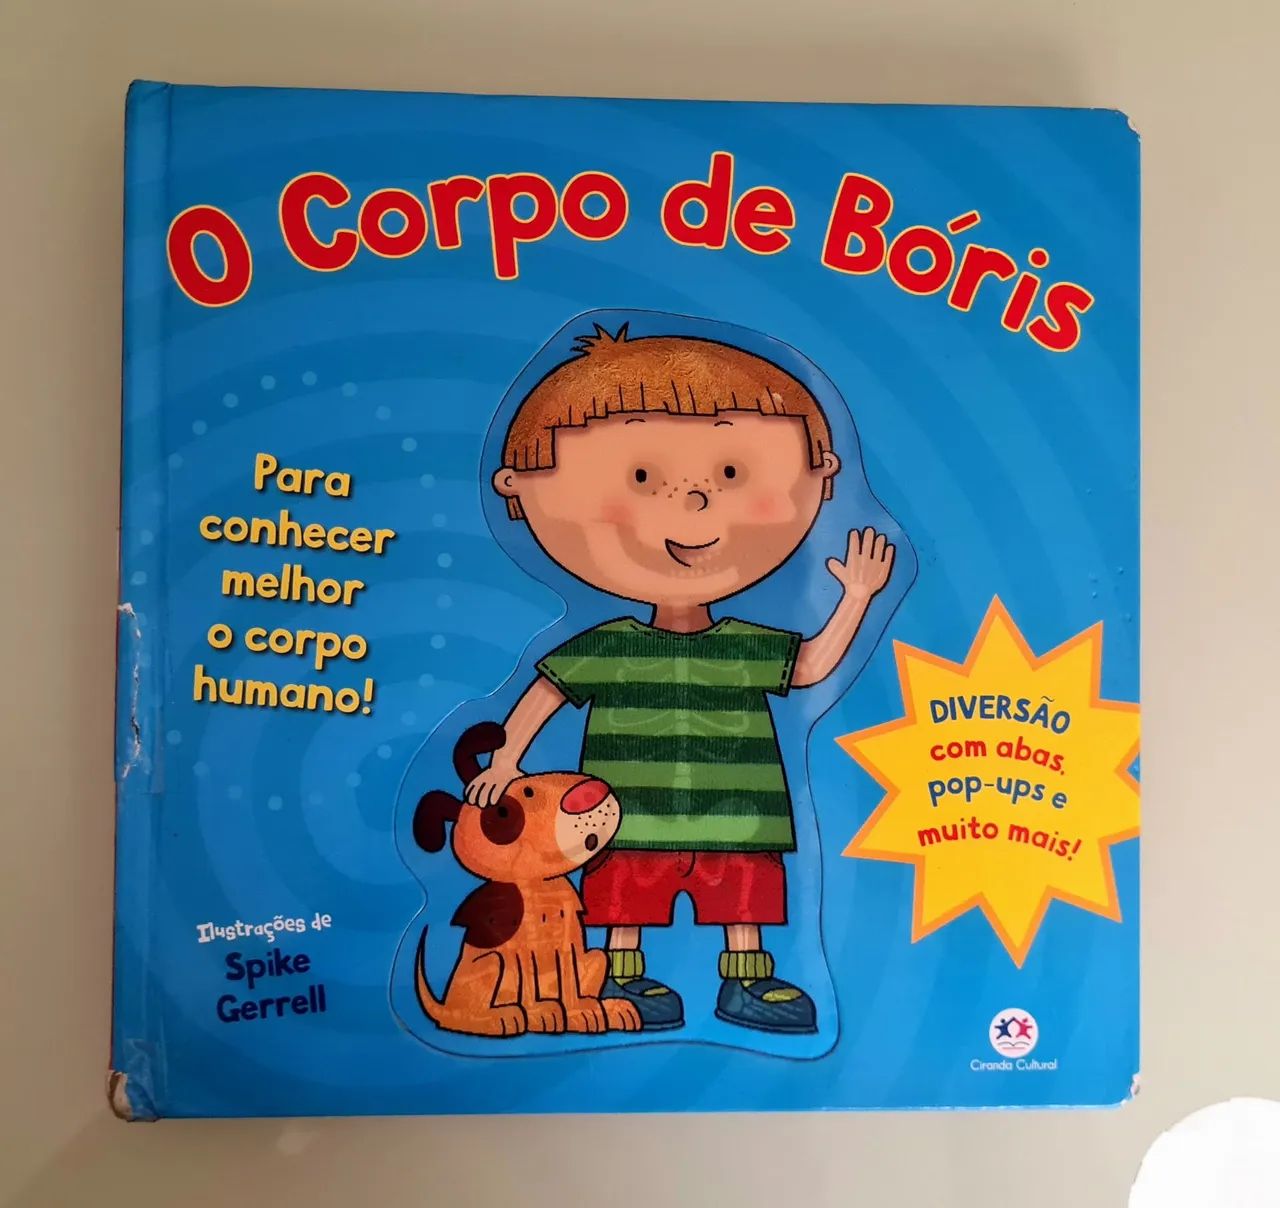 O Corpo de Bóris
Para
conhecer
melhor
o corpo
humano!
DIVERSÃO
com abas,
pop-ups e
muito mais!
Ilustrações de
Spike
Gerrell
Ciranda Cultural